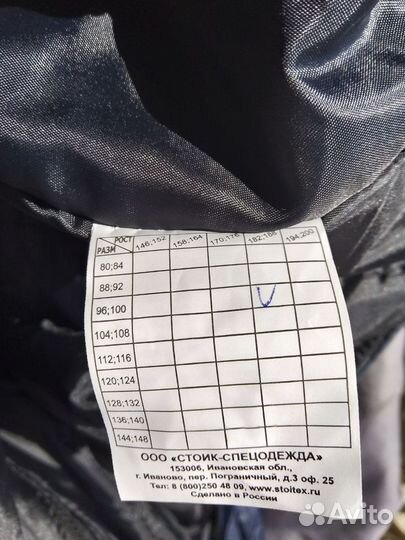 РОСТ 146;152 158;164 170;176 182;188 194;200
РАЗМ
80;84
88;92
96;100
104;108
112;116
120;124
128;132
136;140
144;148
ООО «СТОИК-СПЕЦОДЕЖДА»
153006, Ивановская обл.,
г. Иваново, пер. Пограничный, д.3 оф. 25
Тел: 8 (800)250 48 09, www.stoitex.ru
Сделано в России
Avito